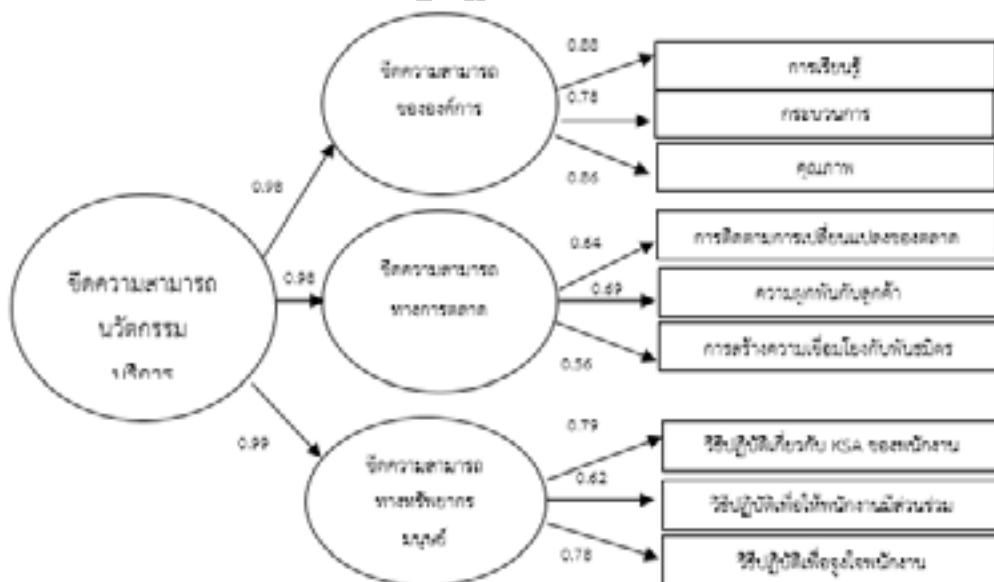 0.88
ขีดความสามารถ
ขององค์การ
การเรียนรู้
0.78
กระบวนการ
คุณภาพ
0.86
0.98
ขีดความสามารถ
นวัตกรรม
บริการ
0.98
ขีดความสามารถ
ทางการตลาด
0.64
การติดตามการเปลี่ยนแปลงของตลาด
0.69
ความผูกพันกับลูกค้า
การสร้างความเชื่อมโยงกับพันธมิตร
0.56
0.99
ขีดความสามารถ
ทางทรัพยากร
มนุษย์
0.79
วิธีปฏิบัติเกี่ยวกับ KSA ของพนักงาน
0.62
วิธีปฏิบัติเพื่อให้พนักงานมีส่วนร่วม
0.78
วิธีปฏิบัติเพื่อจูงใจพนักงาน